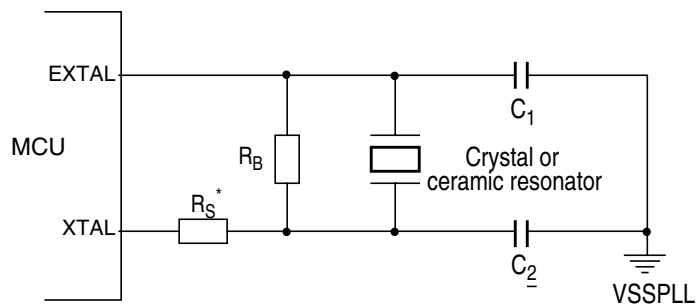 EXTAL
C1
MCU
RB
Crystal or
ceramic resonator
RS*
XTAL
C2
VSSPLL